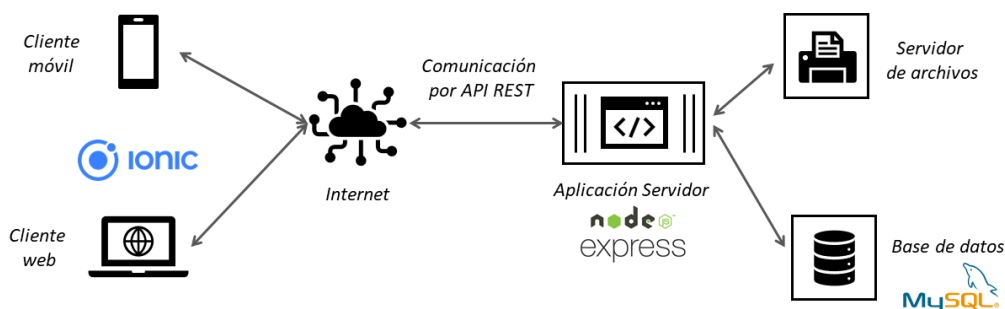 Cliente
móvil
IONIC
Cliente
web
Internet
Comunicación
por API REST
</>
Aplicación Servidor
node
JS
express
Servidor
de archivos
Base de datos
MySQL®